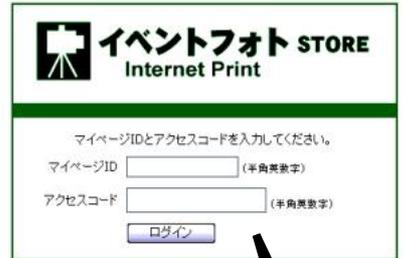 イベントフォト STORE
Internet Print
マイページIDとアクセスコードを入力してください。
マイページID (半角英数字)
アクセスコード (半角英数字)
ログイン